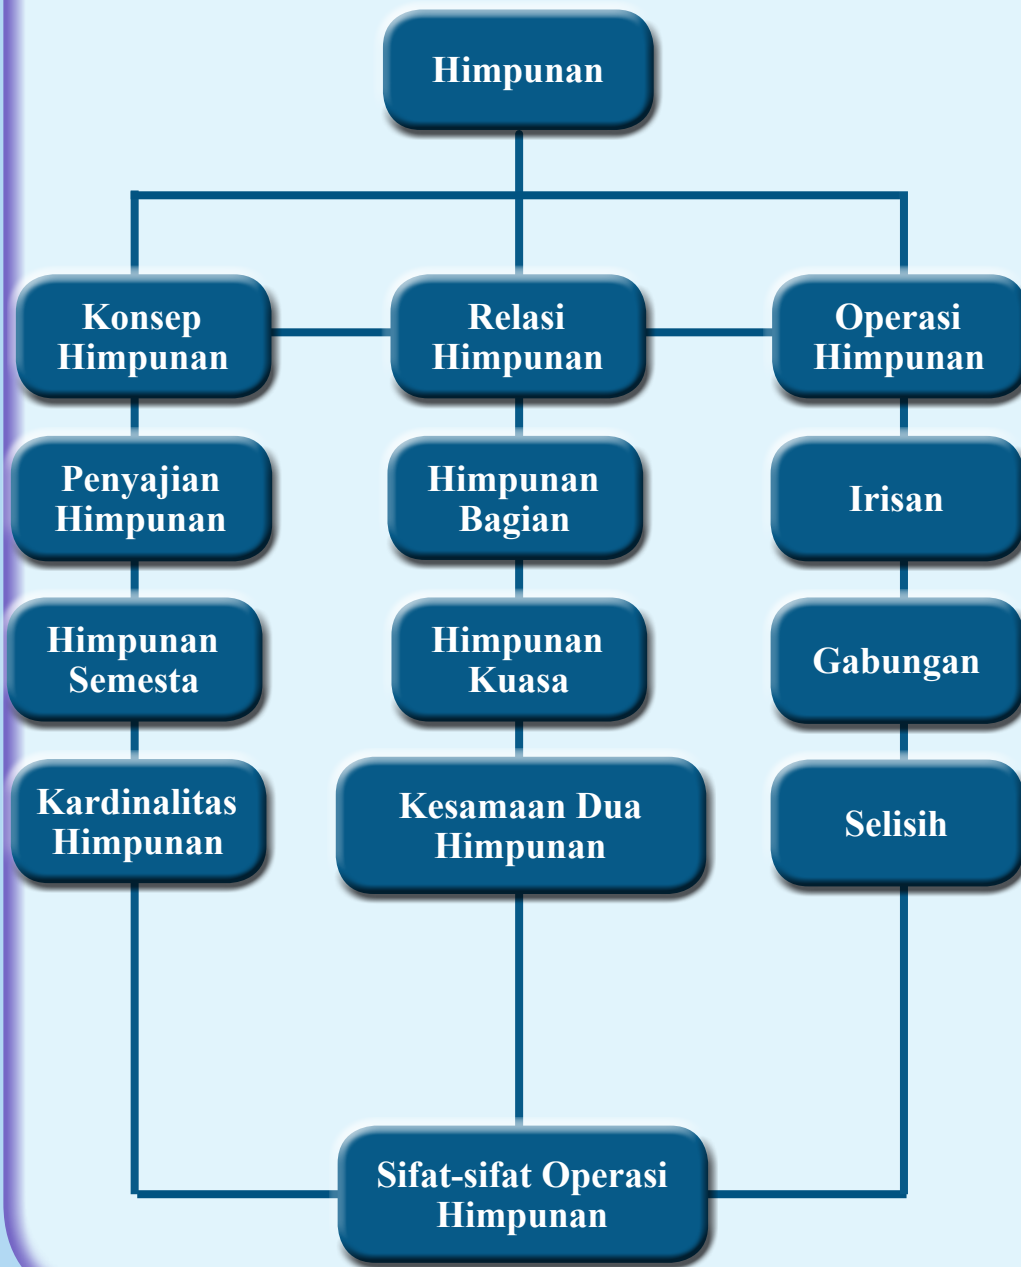 Himpunan
Konsep
Himpunan
Relasi
Himpunan
Operasi
Himpunan
Penyajian
Himpunan
Himpunan
Bagian
Irisan
Himpunan
Semesta
Himpunan
Kuasa
Gabungan
Kardinalitas
Himpunan
Kesamaan Dua
Himpunan
Selisih
Sifat-sifat Operasi
Himpunan